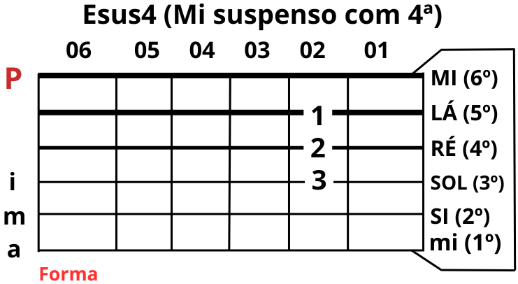 Esus4 (Mi suspenso com 4ª)
06 05 04 03 02 01
P MI (6º)
1 LÁ (5º)
2 RÉ (4º)
i 3 SOL (3º)
m SI (2º)
a mi (1º)
Forma